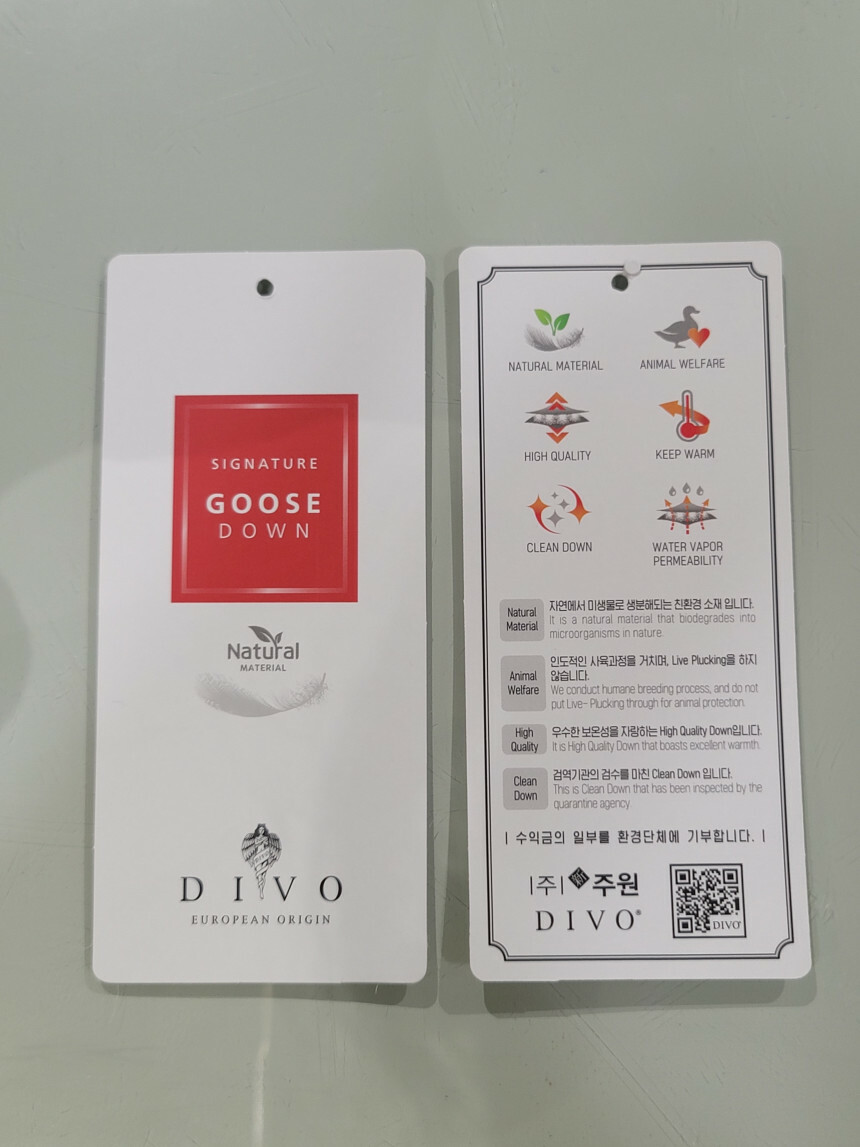 SIGNATURE
GOOSE
DOWN
Natural
MATERIAL
DIVO
EUROPEAN ORIGIN
NATURAL MATERIAL
ANIMAL WELFARE
HIGH QUALITY
KEEP WARM
CLEAN DOWN
WATER VAPOR
PERMEABILITY
Natural
Material
자연에서 미생물로 생분해되는 친환경 소재 입니다.
It is a natural material that biodegrades into
microorganisms in nature.
Animal
Welfare
인도적인 사육과정을 거치며, Live Plucking을 하지
않습니다.
We conduct humane breeding process, and do not
put Live- Plucking through for animal protection.
High
Quality
우수한 보온성을 자랑하는 High Quality Down입니다.
It is High Quality Down that boasts excellent warmth.
Clean
Down
검역기관의 검수를 마친 Clean Down 입니다.
This is Clean Down that has been inspected by the
quarantine agency.
| 수익금의 일부를 환경단체에 기부합니다. |
|주| 주원
DIVO®
DIVO®